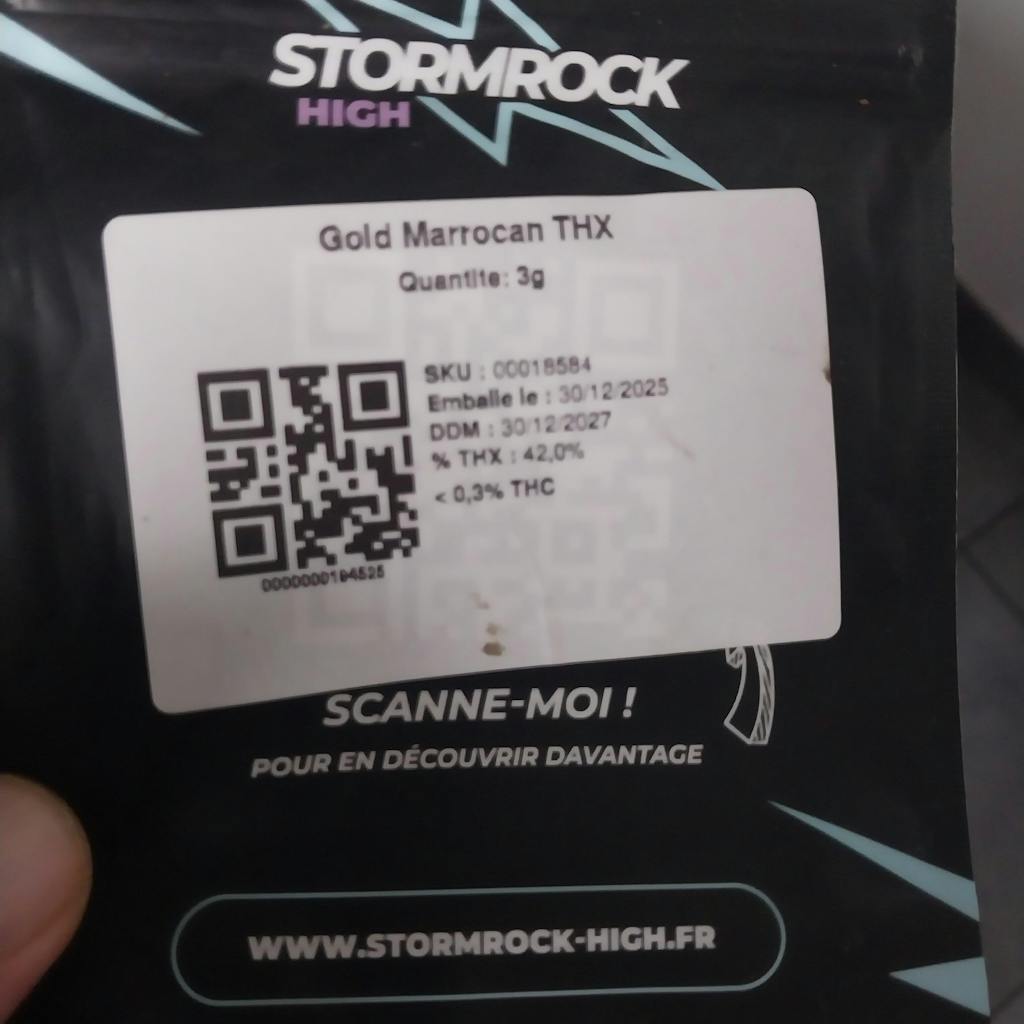 STORMROCK
HIGH
Gold Marrocan THX
Quantite: 3g
SKU : 00018584
Emballe le : 30/12/2025
DDM : 30/12/2027
% THX : 42,0%
< 0,3% THC
SCANNE-MOI !
POUR EN DÉCOUVRIR DAVANTAGE
WWW.STORMROCK-HIGH.FR